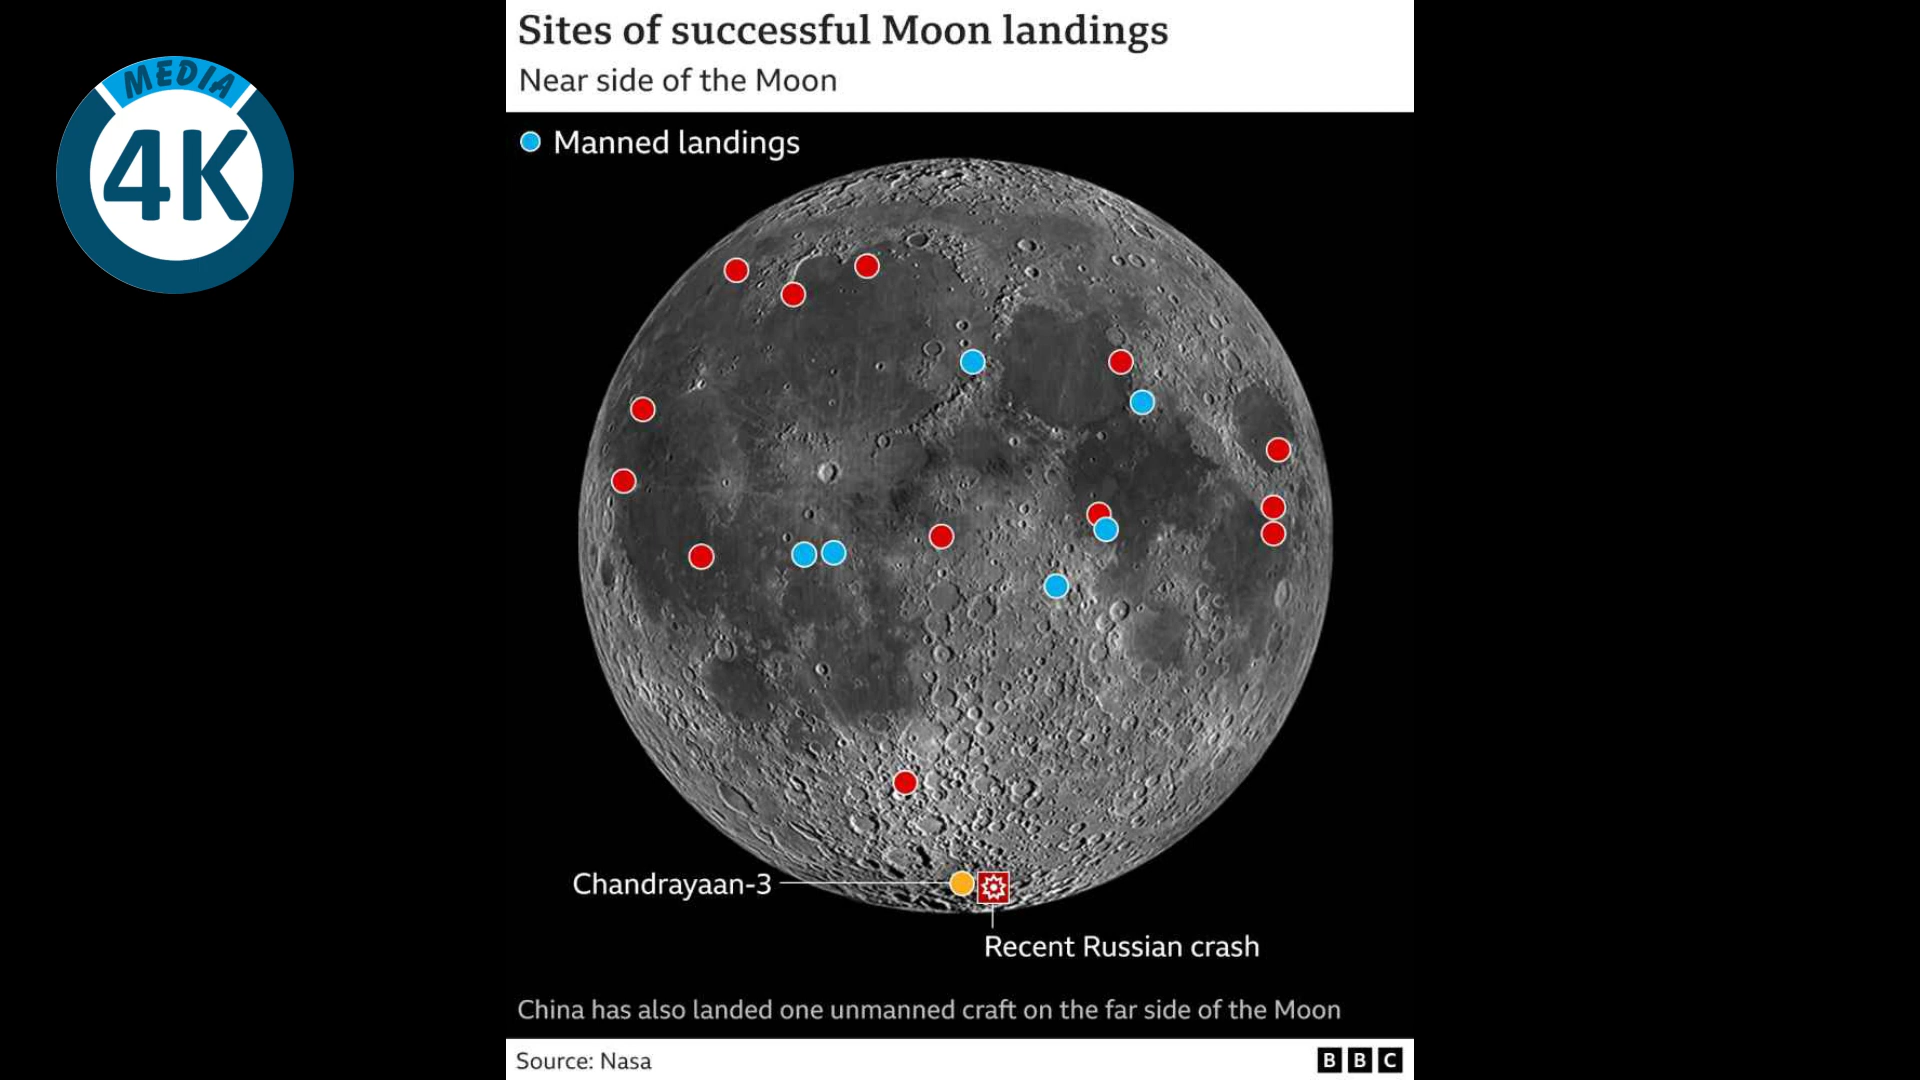 Sites of successful Moon landings
Near side of the Moon
MEDIA
4K
Manned landings
Chandrayaan-3
Recent Russian crash
China has also landed one unmanned craft on the far side of the Moon
Source: Nasa
BBC